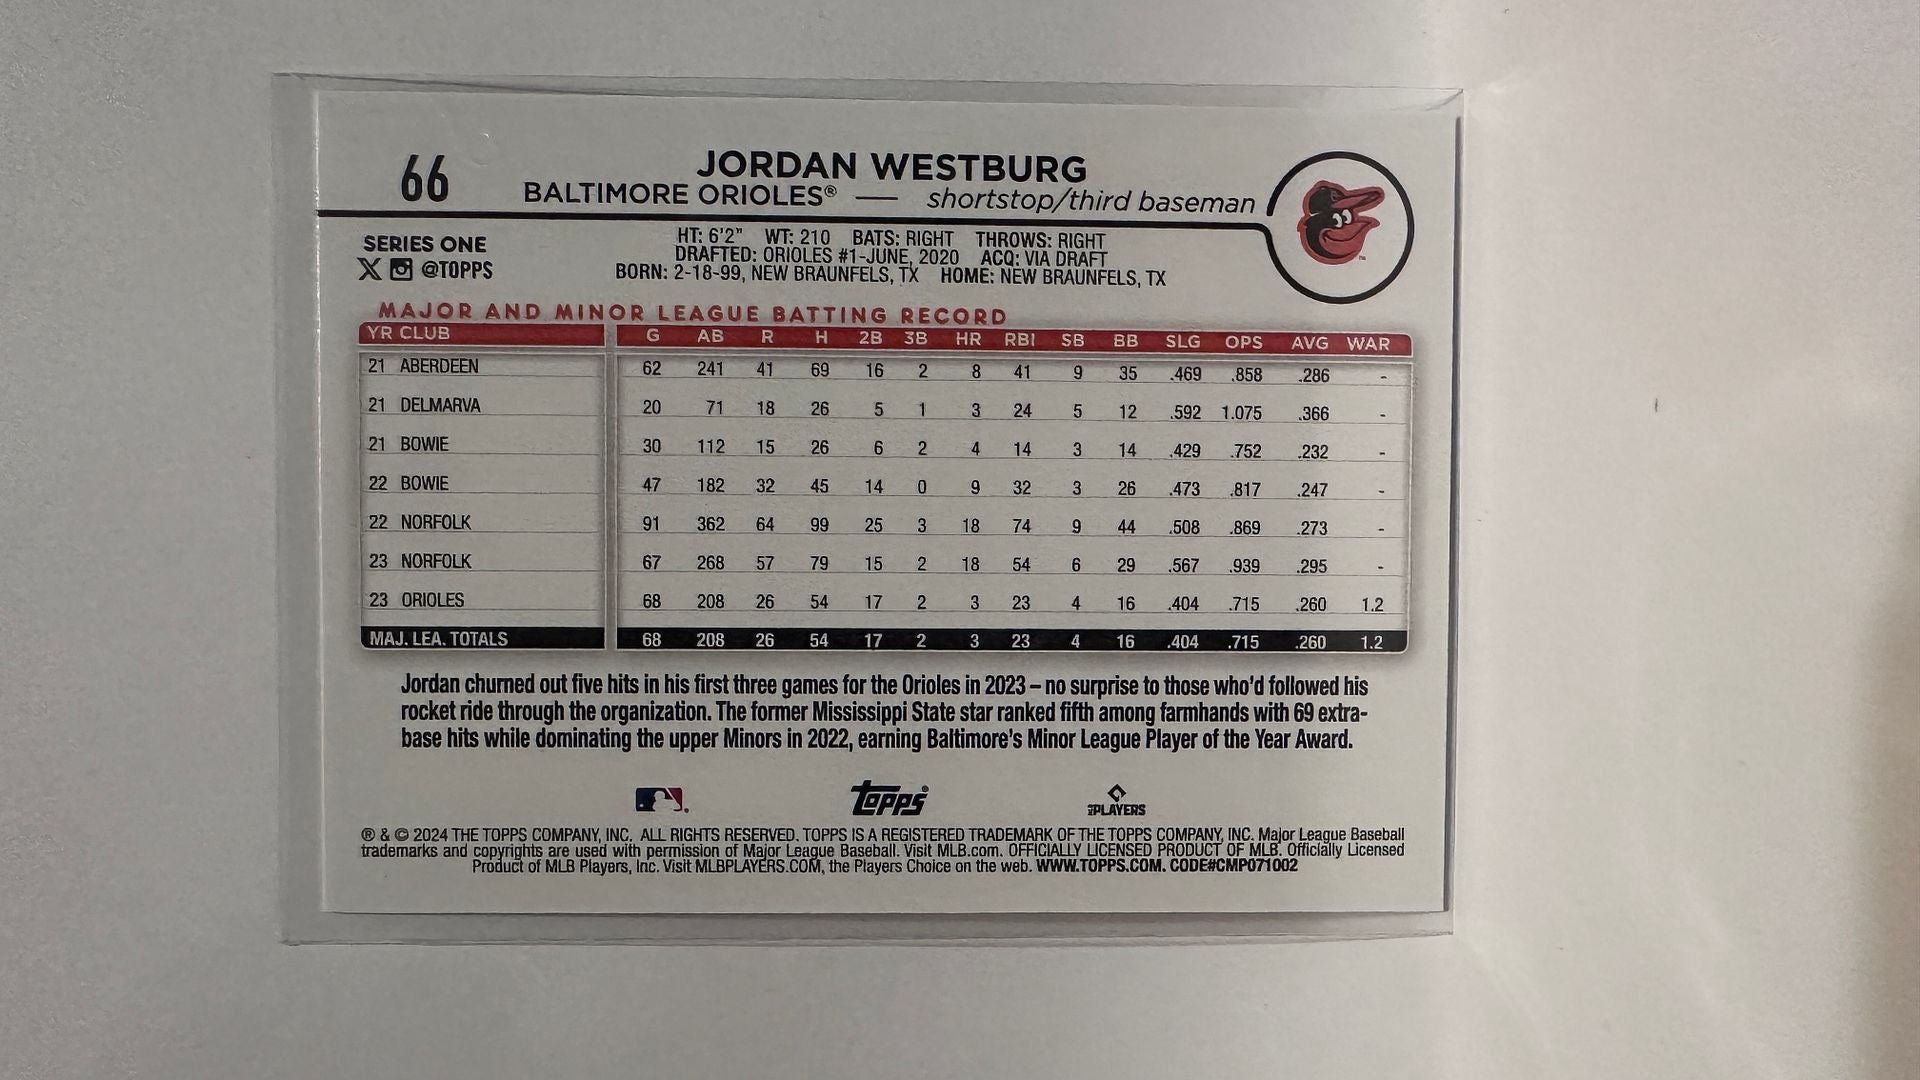 66
JORDAN WESTBURG
BALTIMORE ORIOLES® — shortstop/third baseman
SERIES ONE
@TOPPS
HT: 6'2" WT: 210 BATS: RIGHT THROWS: RIGHT
DRAFTED: ORIOLES #1-JUNE, 2020 ACQ: VIA DRAFT
BORN: 2-18-99, NEW BRAUNFELS, TX HOME: NEW BRAUNFELS, TX
MAJOR AND MINOR LEAGUE BATTING RECORD
YR CLUB G AB R H 2B 3B HR RBI SB BB SLG OPS AVG WAR
21 ABERDEEN 62 241 41 69 16 2 8 41 9 35 .469 .858 .286 -
21 DELMARVA 20 71 18 26 5 1 3 24 5 12 .592 1.075 .366 -
21 BOWIE 30 112 15 26 6 2 4 14 3 14 .429 .752 .232 -
22 BOWIE 47 182 32 45 14 0 9 32 3 26 .473 .817 .247 -
22 NORFOLK 91 362 64 99 25 3 18 74 9 44 .508 .869 .273 -
23 NORFOLK 67 268 57 79 15 2 18 54 6 29 .567 .939 .295 -
23 ORIOLES 68 208 26 54 17 2 3 23 4 16 .404 .715 .260 1.2
MAJ. LEA. TOTALS 68 208 26 54 17 2 3 23 4 16 .404 .715 .260 1.2
Jordan churned out five hits in his first three games for the Orioles in 2023 – no surprise to those who'd followed his
rocket ride through the organization. The former Mississippi State star ranked fifth among farmhands with 69 extra-
base hits while dominating the upper Minors in 2022, earning Baltimore's Minor League Player of the Year Award.
topps
MLBPLAYERS
® & © 2024 THE TOPPS COMPANY, INC. ALL RIGHTS RESERVED. TOPPS IS A REGISTERED TRADEMARK OF THE TOPPS COMPANY, INC. Major League Baseball
trademarks and copyrights are used with permission of Major League Baseball. Visit MLB.com. OFFICIALLY LICENSED PRODUCT OF MLB. Officially Licensed
Product of MLB Players, Inc. Visit MLBPLAYERS.COM, the Players Choice on the web. WWW.TOPPS.COM. CODE#CMP071002